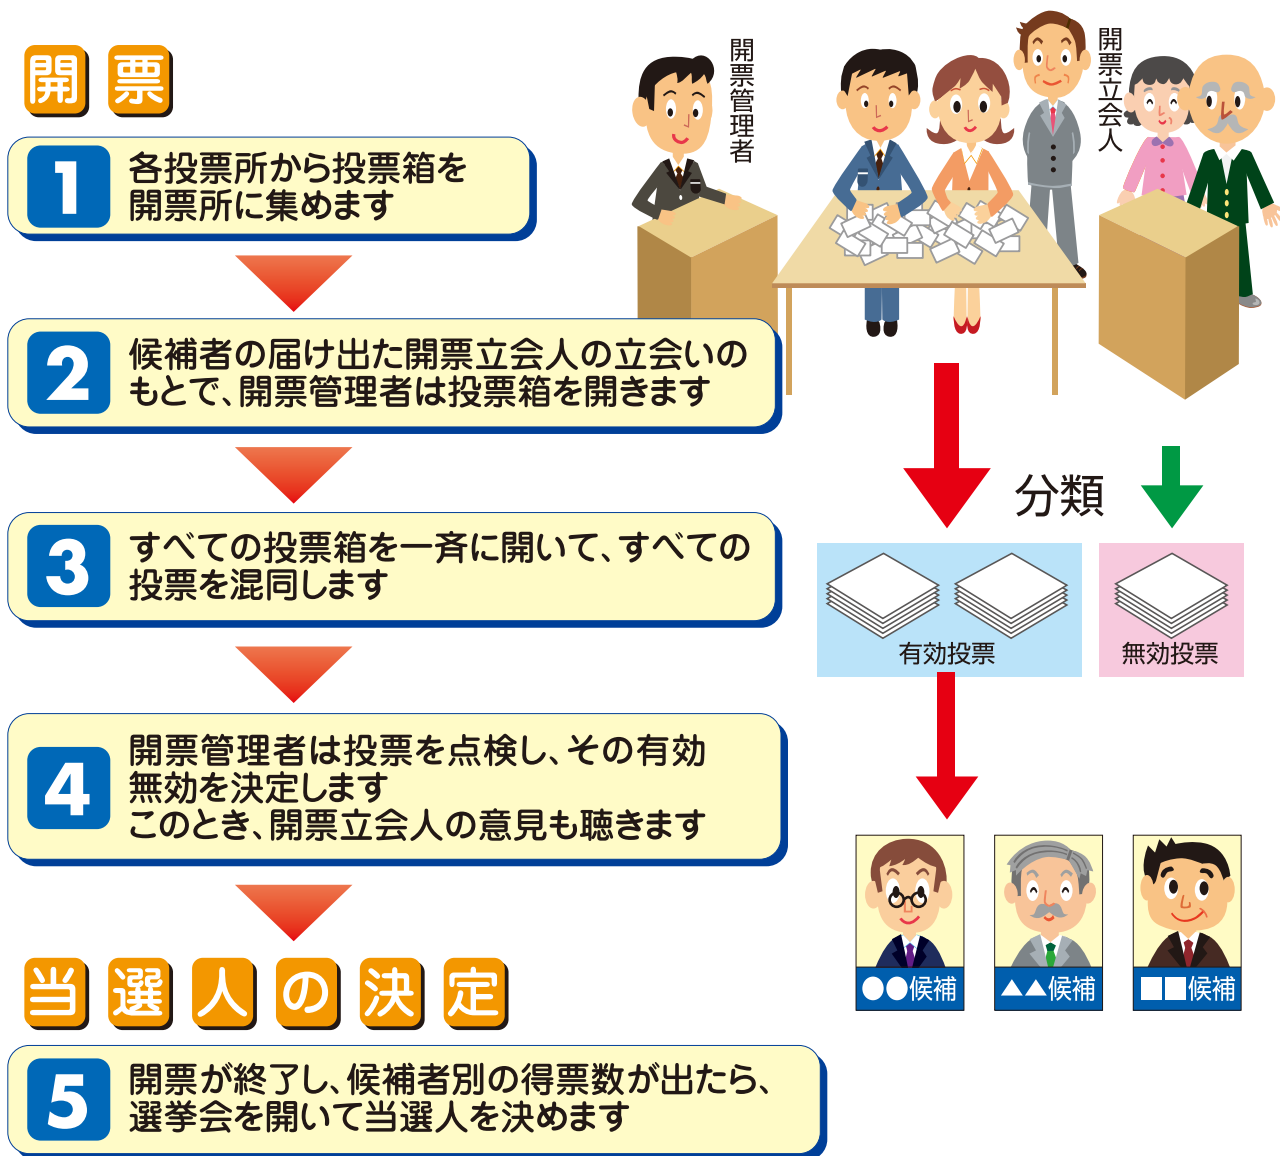 開票
1 各投票所から投票箱を
開票所に集めます
2 候補者の届け出た開票立会人の立会いの
もとで、開票管理者は投票箱を開きます
3 すべての投票箱を一斉に開いて、すべての
投票を混同します
4 開票管理者は投票を点検し、その有効
無効を決定します
このとき、開票立会人の意見も聴きます
当選人の決定
5 開票が終了し、候補者別の得票数が出たら、
選挙会を開いて当選人を決めます
開票管理者
開票立会人
分類
有効投票
無効投票
●●候補
▲▲候補
■■候補